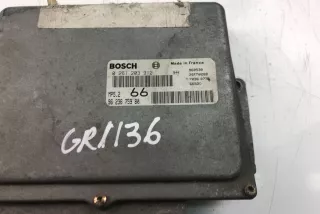 BOSCH
Made in France
0 261 203 912
MP5.2 66
96 236 759 80
GR1136